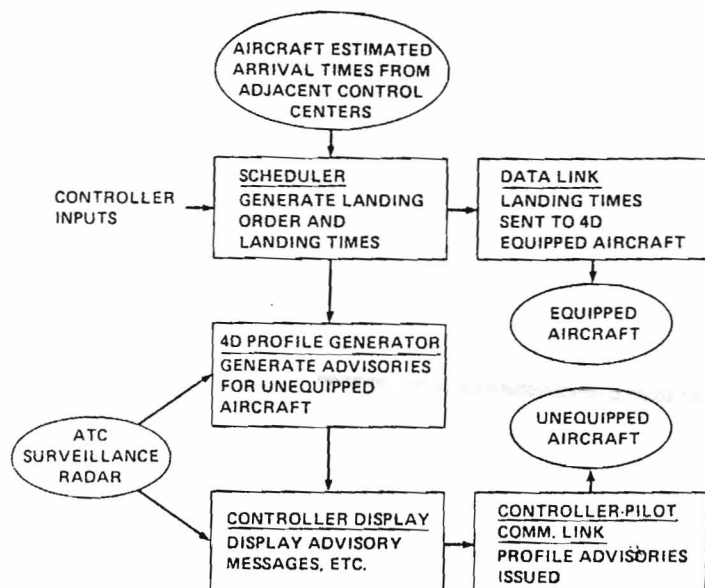 AIRCRAFT ESTIMATED
ARRIVAL TIMES FROM
ADJACENT CONTROL
CENTERS
CONTROLLER
INPUTS
SCHEDULER
GENERATE LANDING
ORDER AND
LANDING TIMES
DATA LINK
LANDING TIMES
SENT TO 4D
EQUIPPED AIRCRAFT
EQUIPPED
AIRCRAFT
4D PROFILE GENERATOR
GENERATE ADVISORIES
FOR UNEQUIPPED
AIRCRAFT
UNEQUIPPED
AIRCRAFT
ATC
SURVEILLANCE
RADAR
CONTROLLER DISPLAY
DISPLAY ADVISORY
MESSAGES, ETC.
CONTROLLER-PILOT
COMM. LINK
PROFILE ADVISORIES
ISSUED